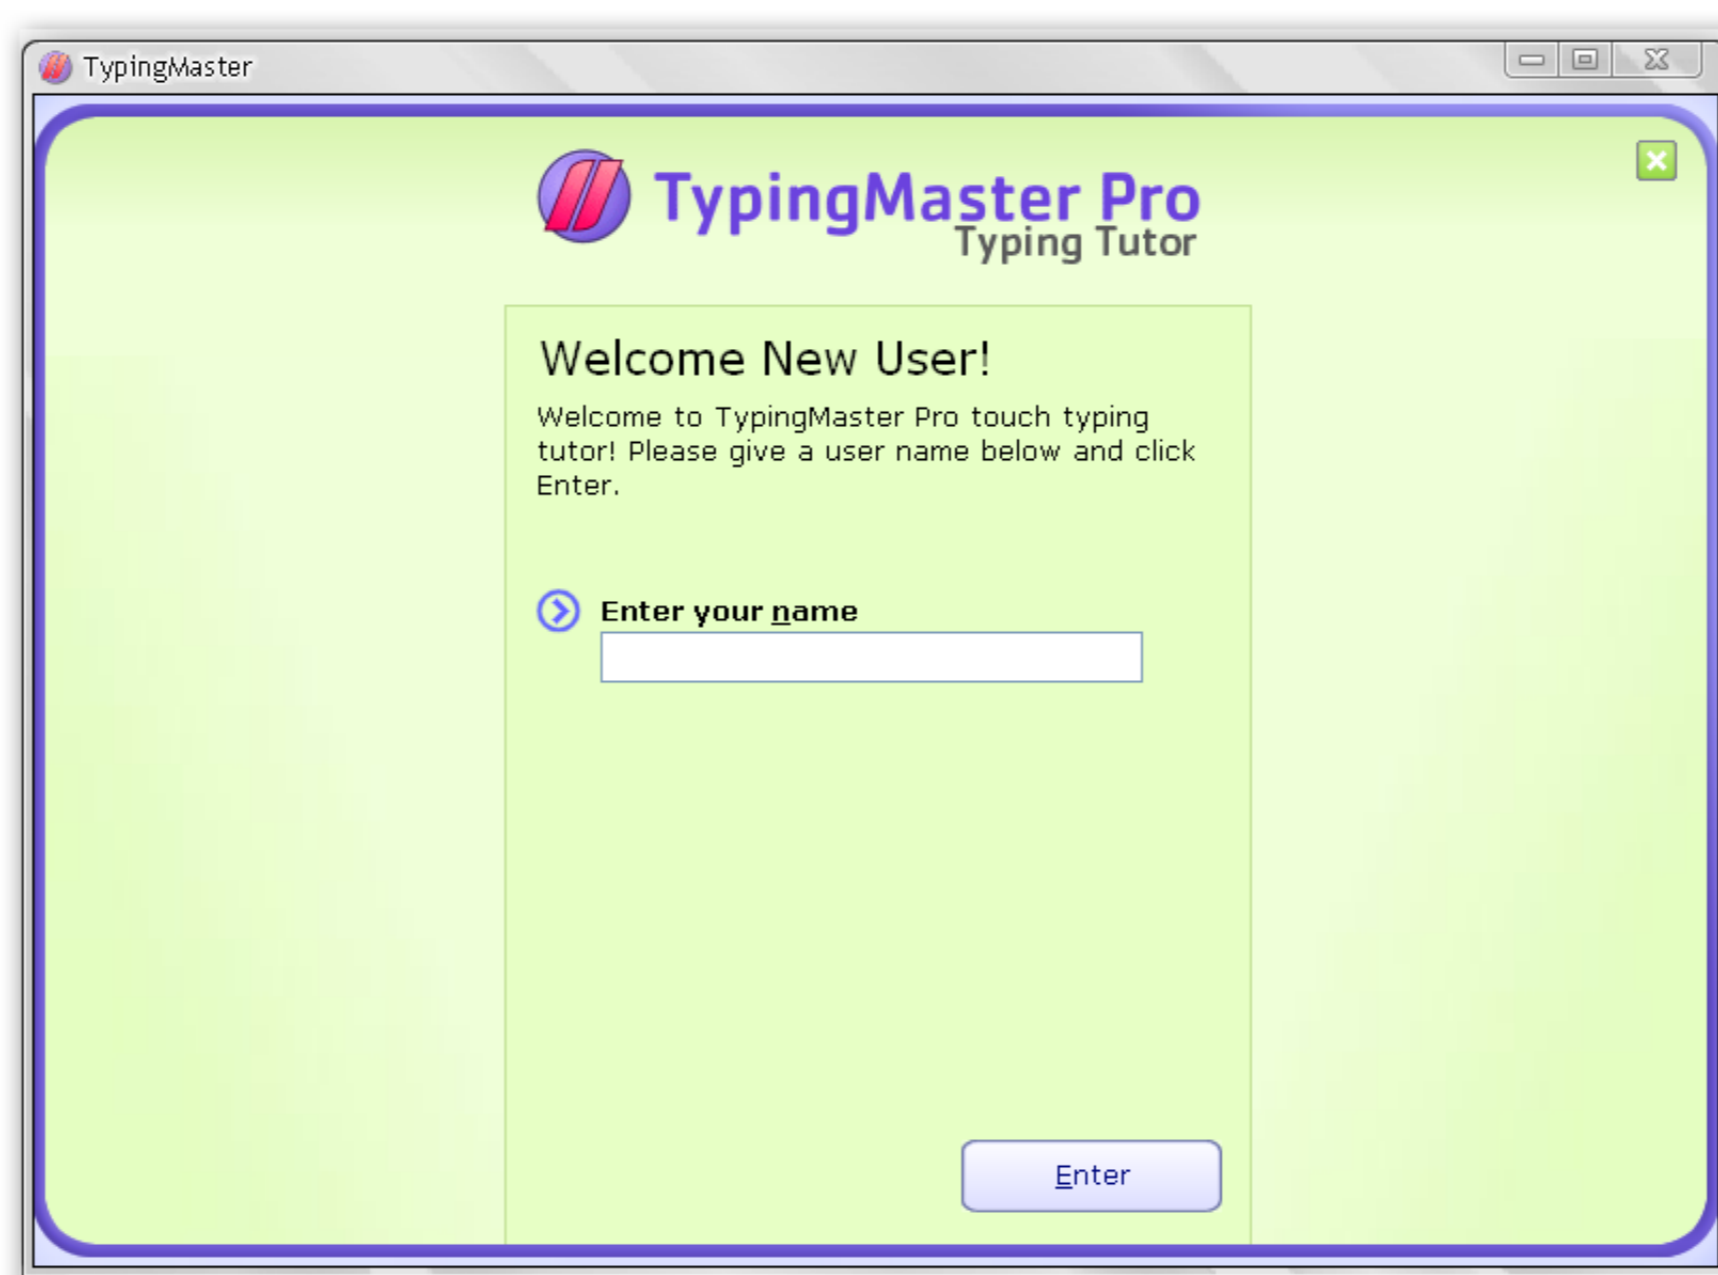 TypingMaster
TypingMaster Pro
Typing Tutor
Welcome New User!
Welcome to TypingMaster Pro touch typing
tutor! Please give a user name below and click
Enter.
Enter your name
Enter